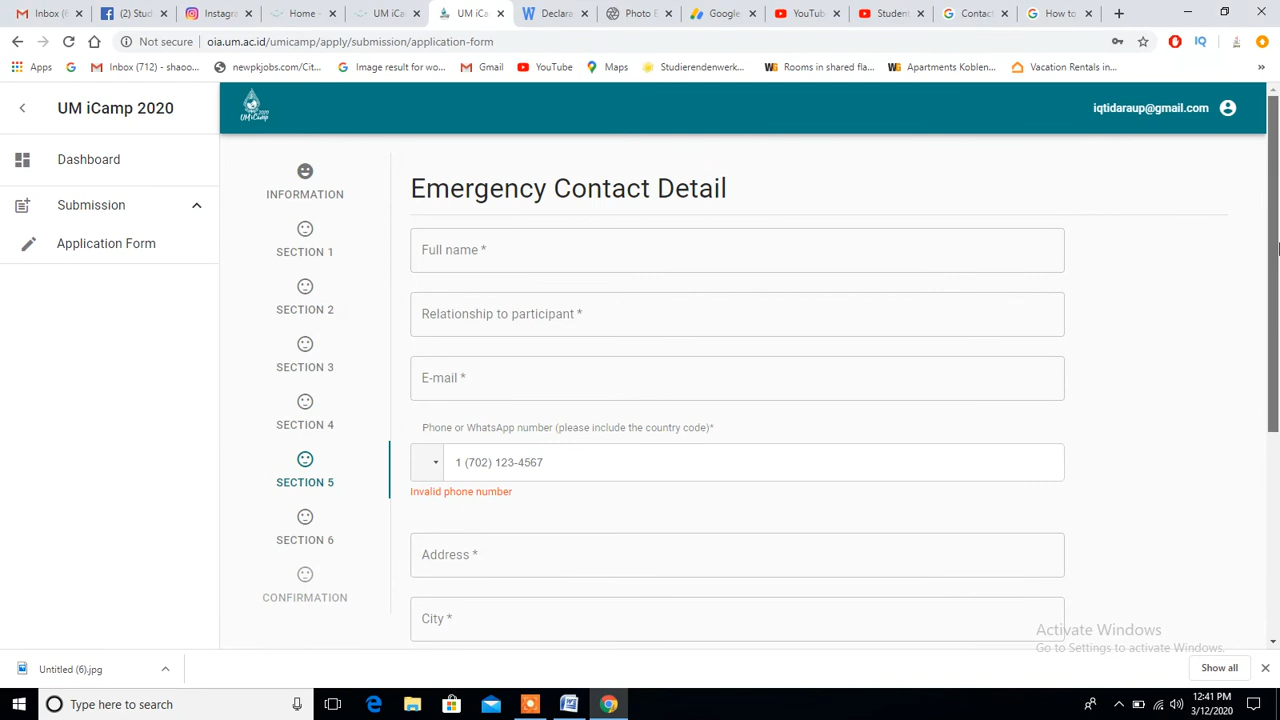 Inbox (
(2) Stud
Instagra
Home –
UM iCa
UM iCa
Declara
Photo E
Google
YouTub
Student
Contac
How to
Not secure
oia.um.ac.id/umicamp/apply/submission/application-form
Apps
Inbox (712) - shaoo...
newpkjobs.com/Cit...
Image result for wo...
Gmail
YouTube
Maps
Studierendenwerk...
Rooms in shared fla...
Apartments Koblen...
Vacation Rentals in...
»
UM iCamp 2020
iqtidaraup@gmail.com
Dashboard
Submission
Application Form
INFORMATION
SECTION 1
SECTION 2
SECTION 3
SECTION 4
SECTION 5
SECTION 6
CONFIRMATION
Emergency Contact Detail
Full name *
Relationship to participant *
E-mail *
Phone or WhatsApp number (please include the country code)*
1 (702) 123-4567
Invalid phone number
Address *
City *
Activate Windows
Go to Settings to activate Windows.
Untitled (6).jpg
Show all
Type here to search
12:41 PM
3/12/2020